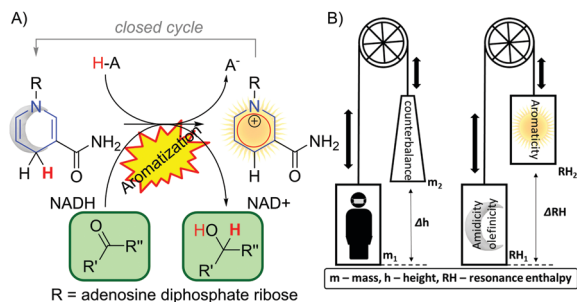 A)
closed cycle
H-A
A-
R
N
NH2
O
H H
NADH
Aromatization
R
N
+
NH2
O
H
NAD+
O
R' R"
HO H
R' R"
R = adenosine diphosphate ribose
B)
counterbalance
m2
Δh
m1
Aromaticity
RH2
ΔRH
Amidicity
olefinicity
RH1
m – mass, h – height, RH – resonance enthalpy